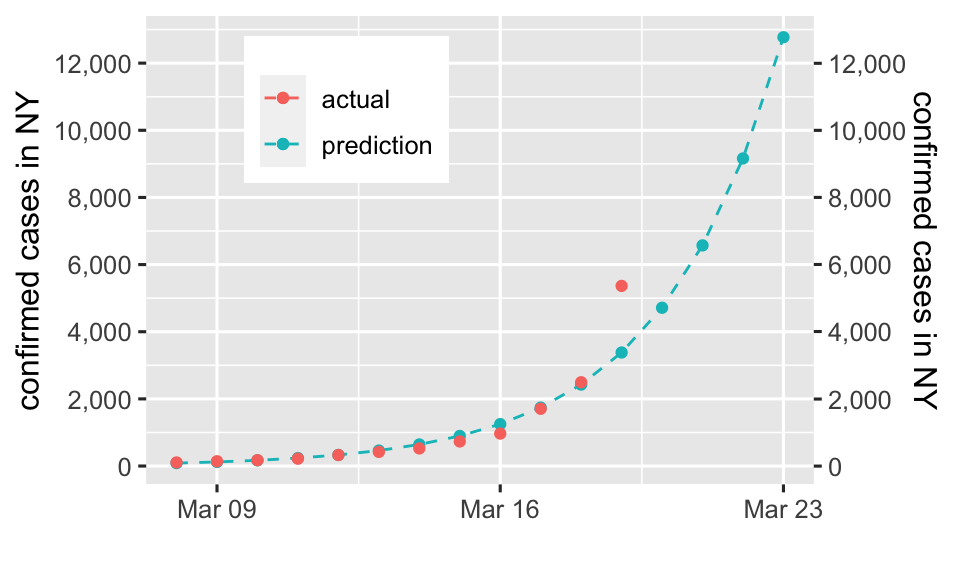 confirmed cases in NY
12,000
10,000
8,000
6,000
4,000
2,000
0
actual
prediction
12,000
10,000
8,000
6,000
4,000
2,000
0
confirmed cases in NY
Mar 09
Mar 16
Mar 23